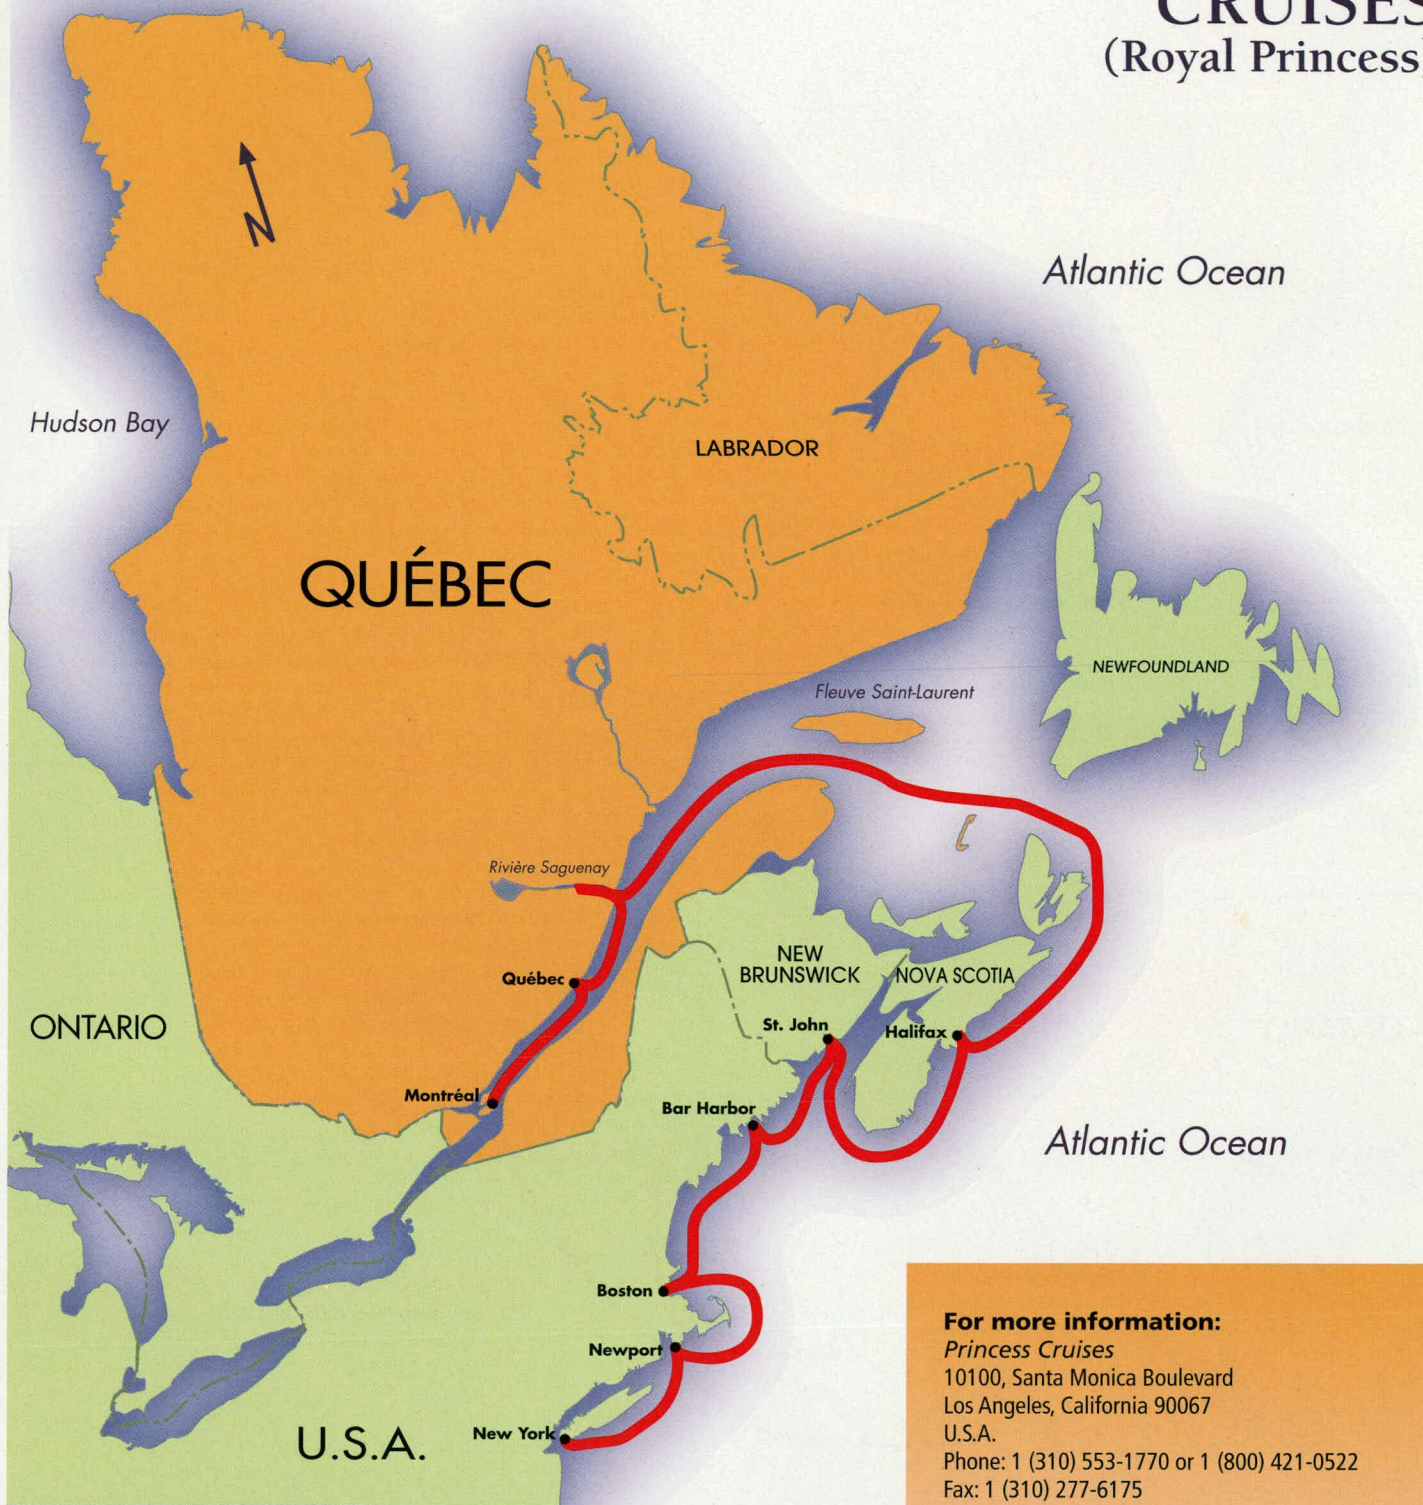 CRUISES
(Royal Princess)
N
Atlantic Ocean
Hudson Bay
LABRADOR
QUÉBEC
NEWFOUNDLAND
Fleuve Saint-Laurent
Rivière Saguenay
NEW
BRUNSWICK
NOVA SCOTIA
Québec
ONTARIO
St. John
Halifax
Montréal
Bar Harbor
Atlantic Ocean
Boston
Newport
New York
U.S.A.
For more information:
Princess Cruises
10100, Santa Monica Boulevard
Los Angeles, California 90067
U.S.A.
Phone: 1 (310) 553-1770 or 1 (800) 421-0522
Fax: 1 (310) 277-6175